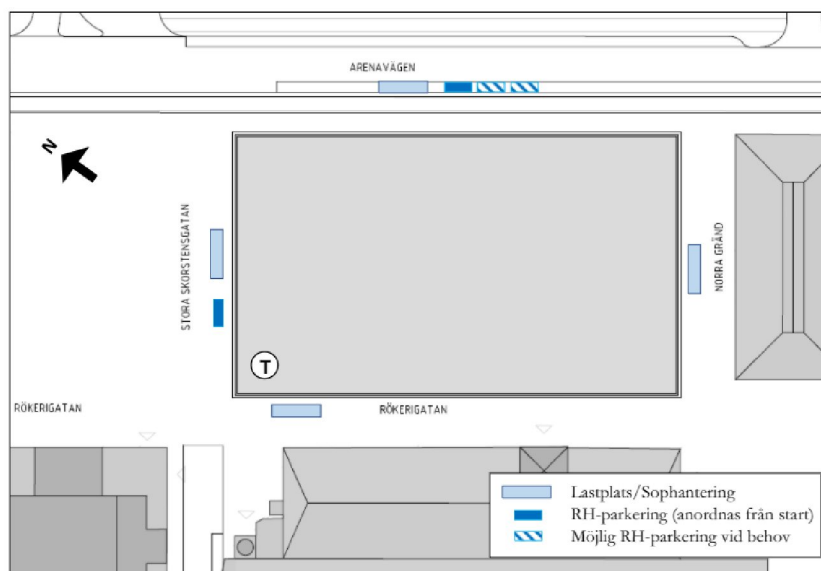 ARENAVÄGEN
N
STORA SKORSTENSGATAN
NORRA GRÄND
T
RÖKERIGATAN
RÖKERIGATAN
Lastplats/Sophantering
RH-parkering (anordnas från start)
Möjlig RH-parkering vid behov